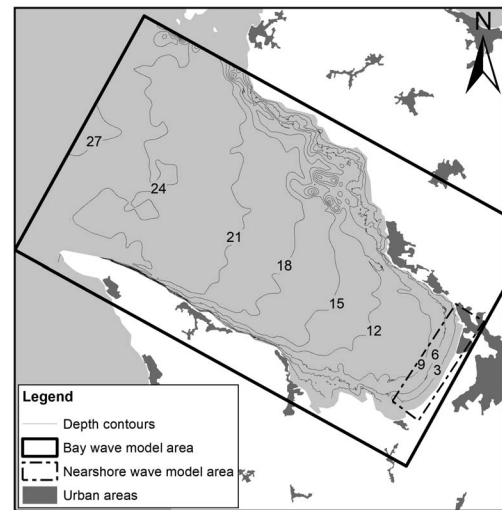 N
27
24
21
18
15
12
9
6
3
Legend
Depth contours
Bay wave model area
Nearshore wave model area
Urban areas